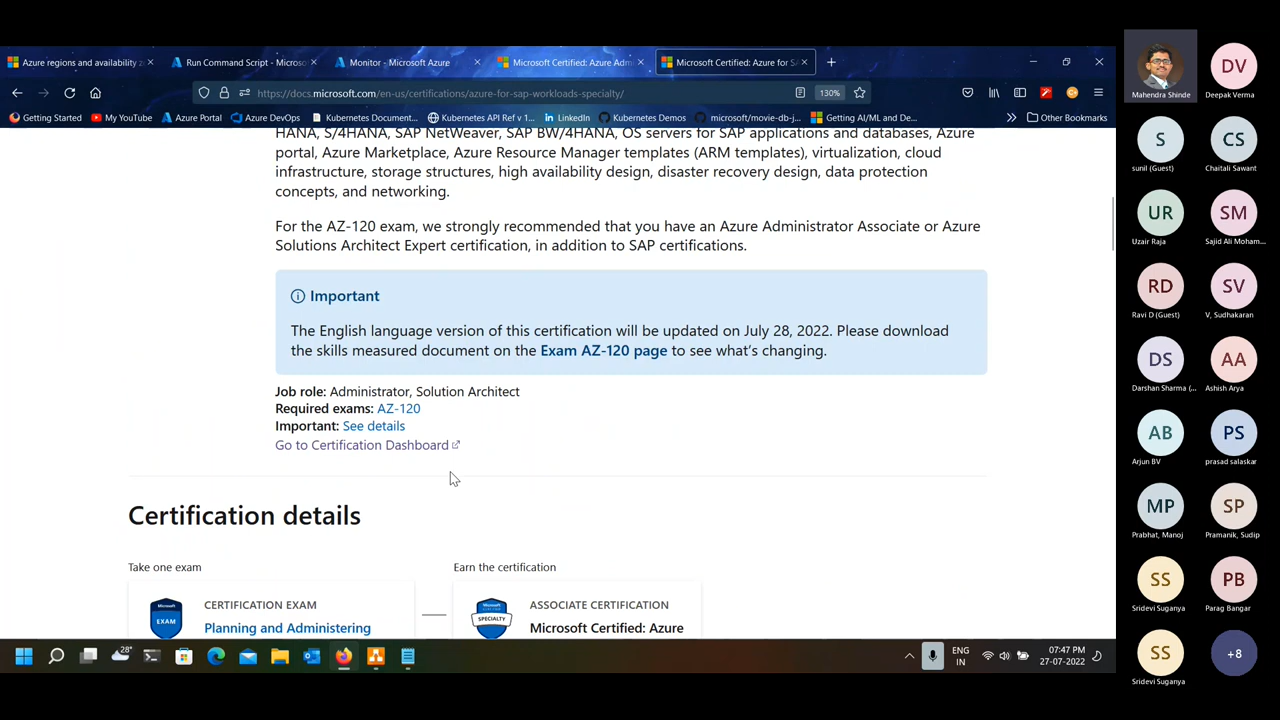 Azure regions and availability z
Run Command Script - Microso
Monitor - Microsoft Azure
Microsoft Certified: Azure Adm
Microsoft Certified: Azure for SA
https://docs.microsoft.com/en-us/certifications/azure-for-sap-workloads-specialty/
130%
Getting Started
My YouTube
Azure Portal
Azure DevOps
Kubernetes Document...
Kubernetes API Ref v 1...
LinkedIn
Kubernetes Demos
microsoft/movie-db-j...
Getting AI/ML and De...
Other Bookmarks
HANA, S/4HANA, SAP NetWeaver, SAP BW/4HANA, OS servers for SAP applications and databases, Azure
portal, Azure Marketplace, Azure Resource Manager templates (ARM templates), virtualization, cloud
infrastructure, storage structures, high availability design, disaster recovery design, data protection
concepts, and networking.
For the AZ-120 exam, we strongly recommended that you have an Azure Administrator Associate or Azure
Solutions Architect Expert certification, in addition to SAP certifications.
Important
The English language version of this certification will be updated on July 28, 2022. Please download
the skills measured document on the Exam AZ-120 page to see what's changing.
Job role: Administrator, Solution Architect
Required exams: AZ-120
Important: See details
Go to Certification Dashboard
Certification details
Take one exam
Earn the certification
Microsoft
EXAM
CERTIFICATION EXAM
Planning and Administering
Microsoft
SPECIALTY
ASSOCIATE CERTIFICATION
Microsoft Certified: Azure
28°
ENG
IN
07:47 PM
27-07-2022
Mahendra Shinde
DV
Deepak Verma
S
sunil (Guest)
CS
Chaitali Sawant
UR
Uzair Raja
SM
Sajid Ali Moham...
RD
Ravi D (Guest)
SV
V, Sudhakaran
DS
Darshan Sharma (...
AA
Ashish Arya
AB
Arjun BV
PS
prasad salaskar
MP
Prabhat, Manoj
SP
Pramanik, Sudip
SS
Sridevi Suganya
PB
Parag Bangar
SS
Sridevi Suganya
+8